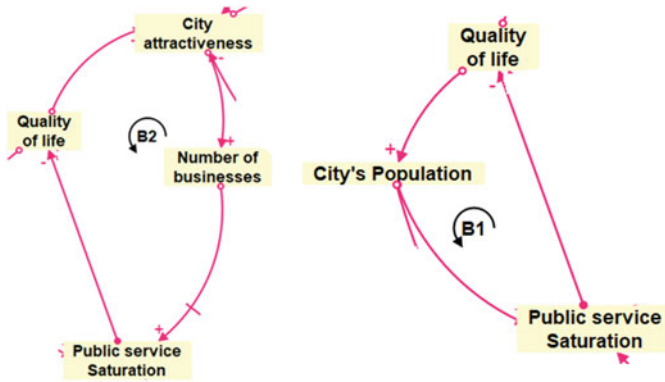 City
attractiveness
Quality
of life
B2
+
Number of
businesses
+
Public service
Saturation
Quality
of life
+
City's Population
B1
Public service
Saturation